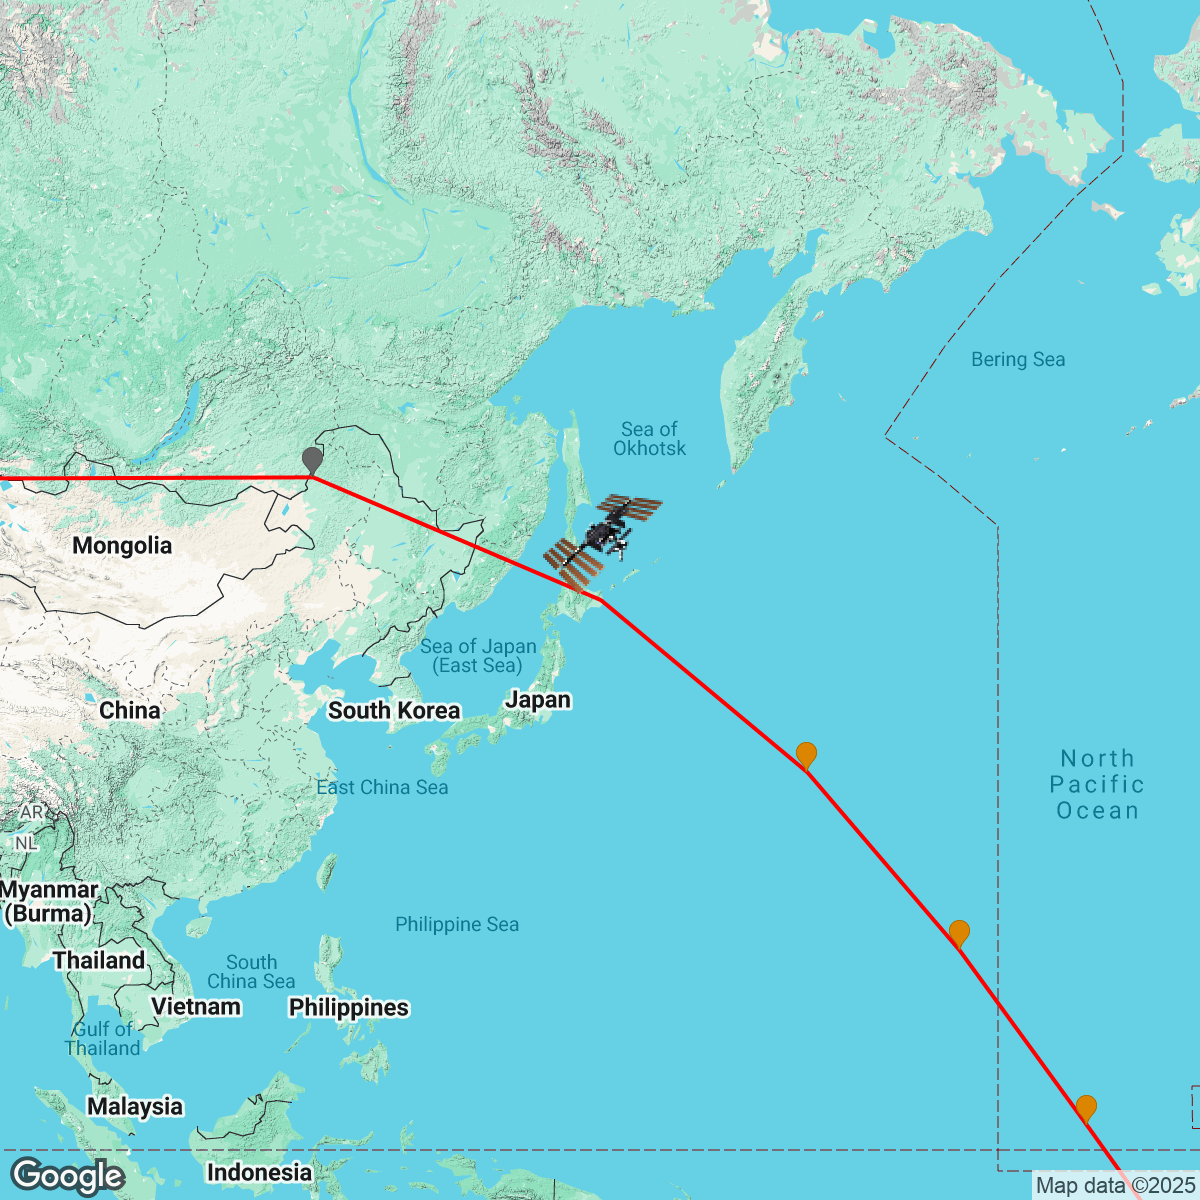 Bering Sea
Sea of
Okhotsk
Mongolia
Sea of Japan
(East Sea)
Japan
China
South Korea
North
Pacific
Ocean
East China Sea
AR
NL
Myanmar
(Burma)
Philippine Sea
Thailand
South
China Sea
Vietnam
Philippines
Gulf of
Thailand
Malaysia
Indonesia
Google
Map data ©2025